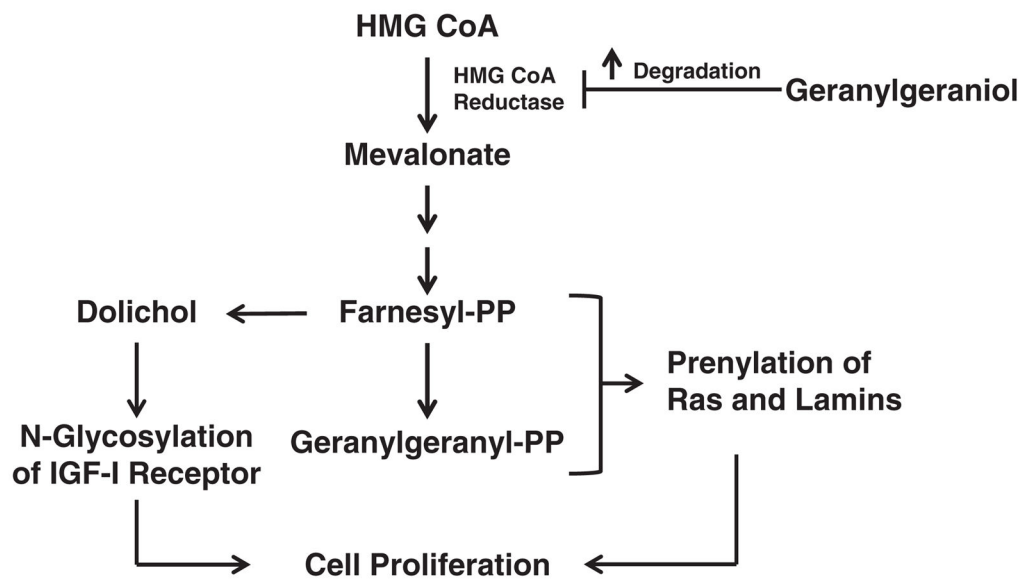 HMG CoA
HMG CoA
Reductase
Degradation
Geranylgeraniol
Mevalonate
Dolichol
Farnesyl-PP
Prenylation of
Ras and Lamins
N-Glycosylation
of IGF-I Receptor
Geranylgeranyl-PP
Cell Proliferation